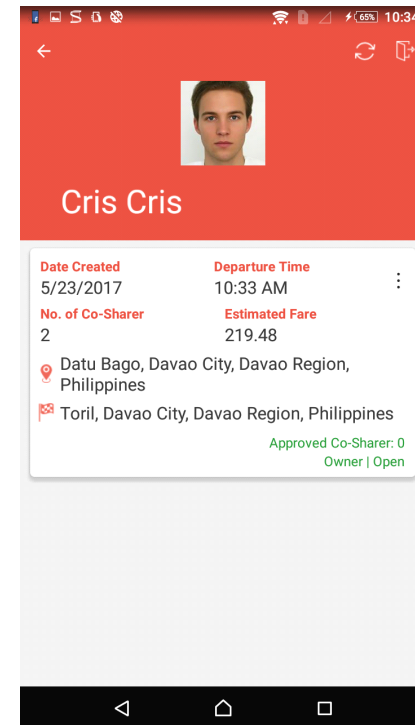 65% 10:34
Cris Cris
Date Created Departure Time
5/23/2017 10:33 AM
No. of Co-Sharer Estimated Fare
2 219.48
Datu Bago, Davao City, Davao Region,
Philippines
Toril, Davao City, Davao Region, Philippines
Approved Co-Sharer: 0
Owner | Open